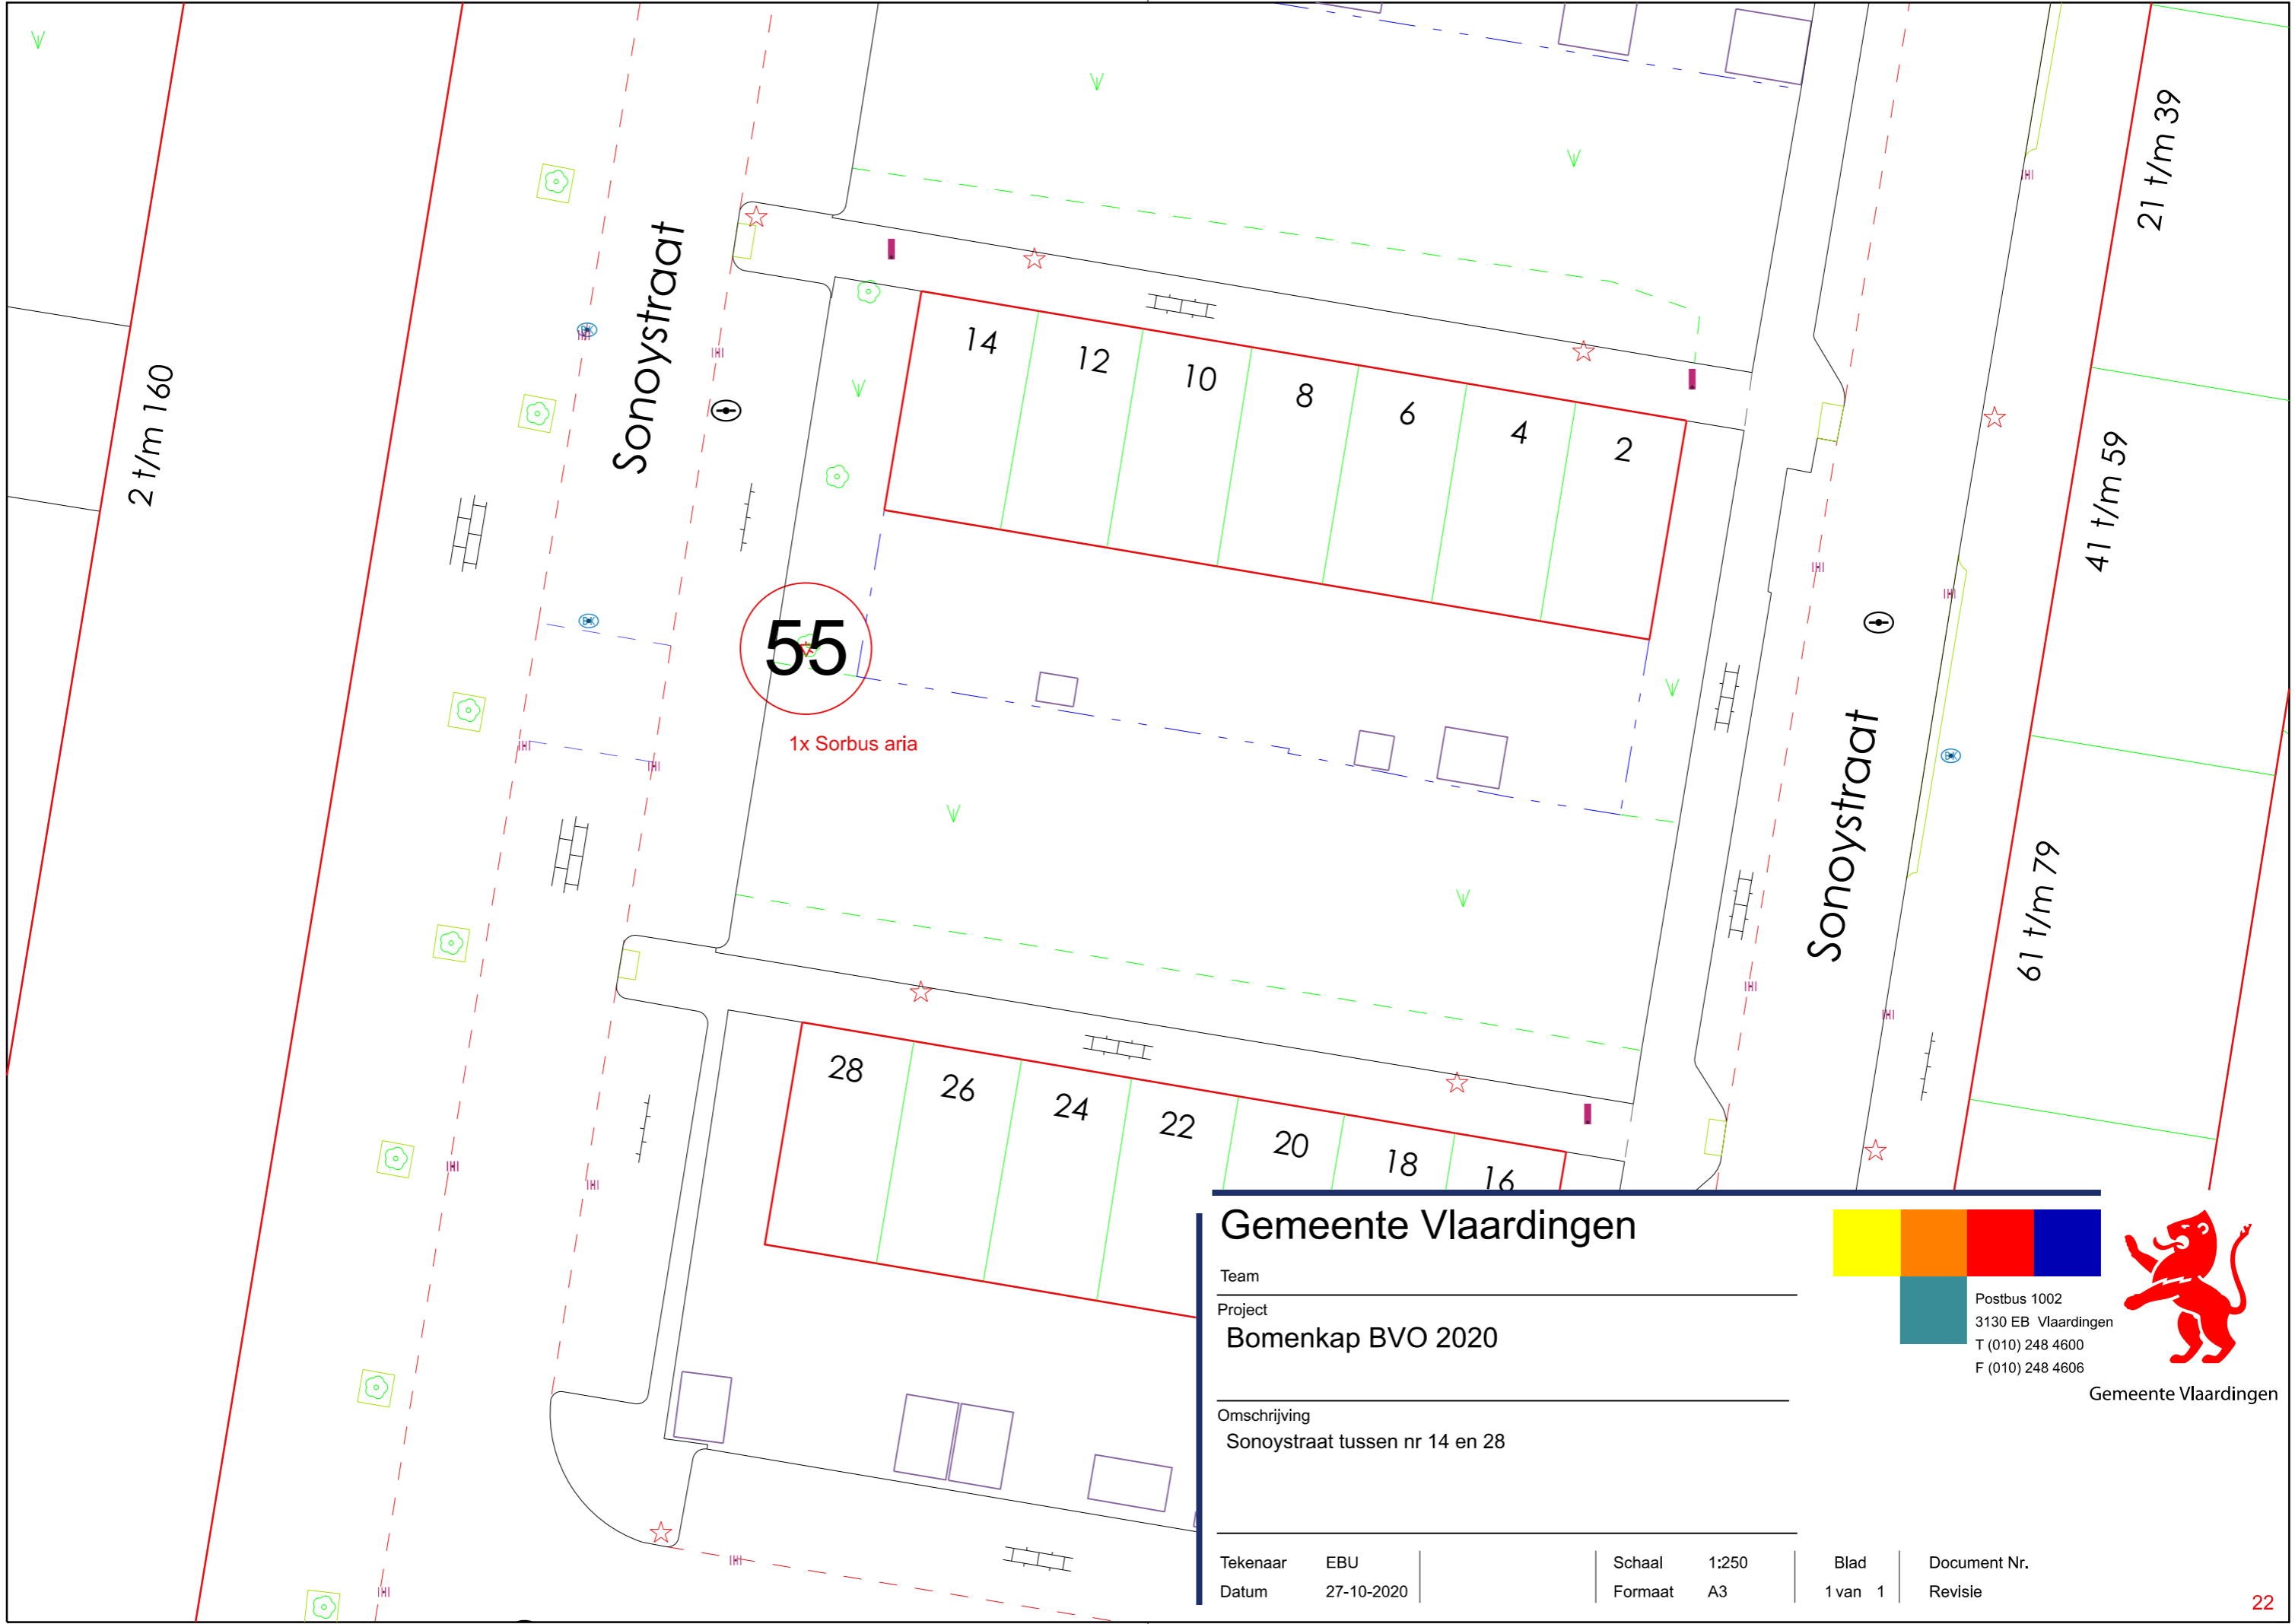 2 t/m 160
Sonoystraat
14
12
10
8
6
4
2
21 t/m 39
41 t/m 59
61 t/m 79
Sonoystraat
55
1x Sorbus aria
28
26
24
22
20
18
16
BK
BK
BK
Gemeente Vlaardingen
Team
Project
Bomenkap BVO 2020
Omschrijving
Sonoystraat tussen nr 14 en 28
Postbus 1002
3130 EB Vlaardingen
T (010) 248 4600
F (010) 248 4606
Gemeente Vlaardingen
Tekenaar EBU Schaal 1:250 Blad Document Nr.
Datum 27-10-2020 Formaat A3 1 van 1 Revisie
22